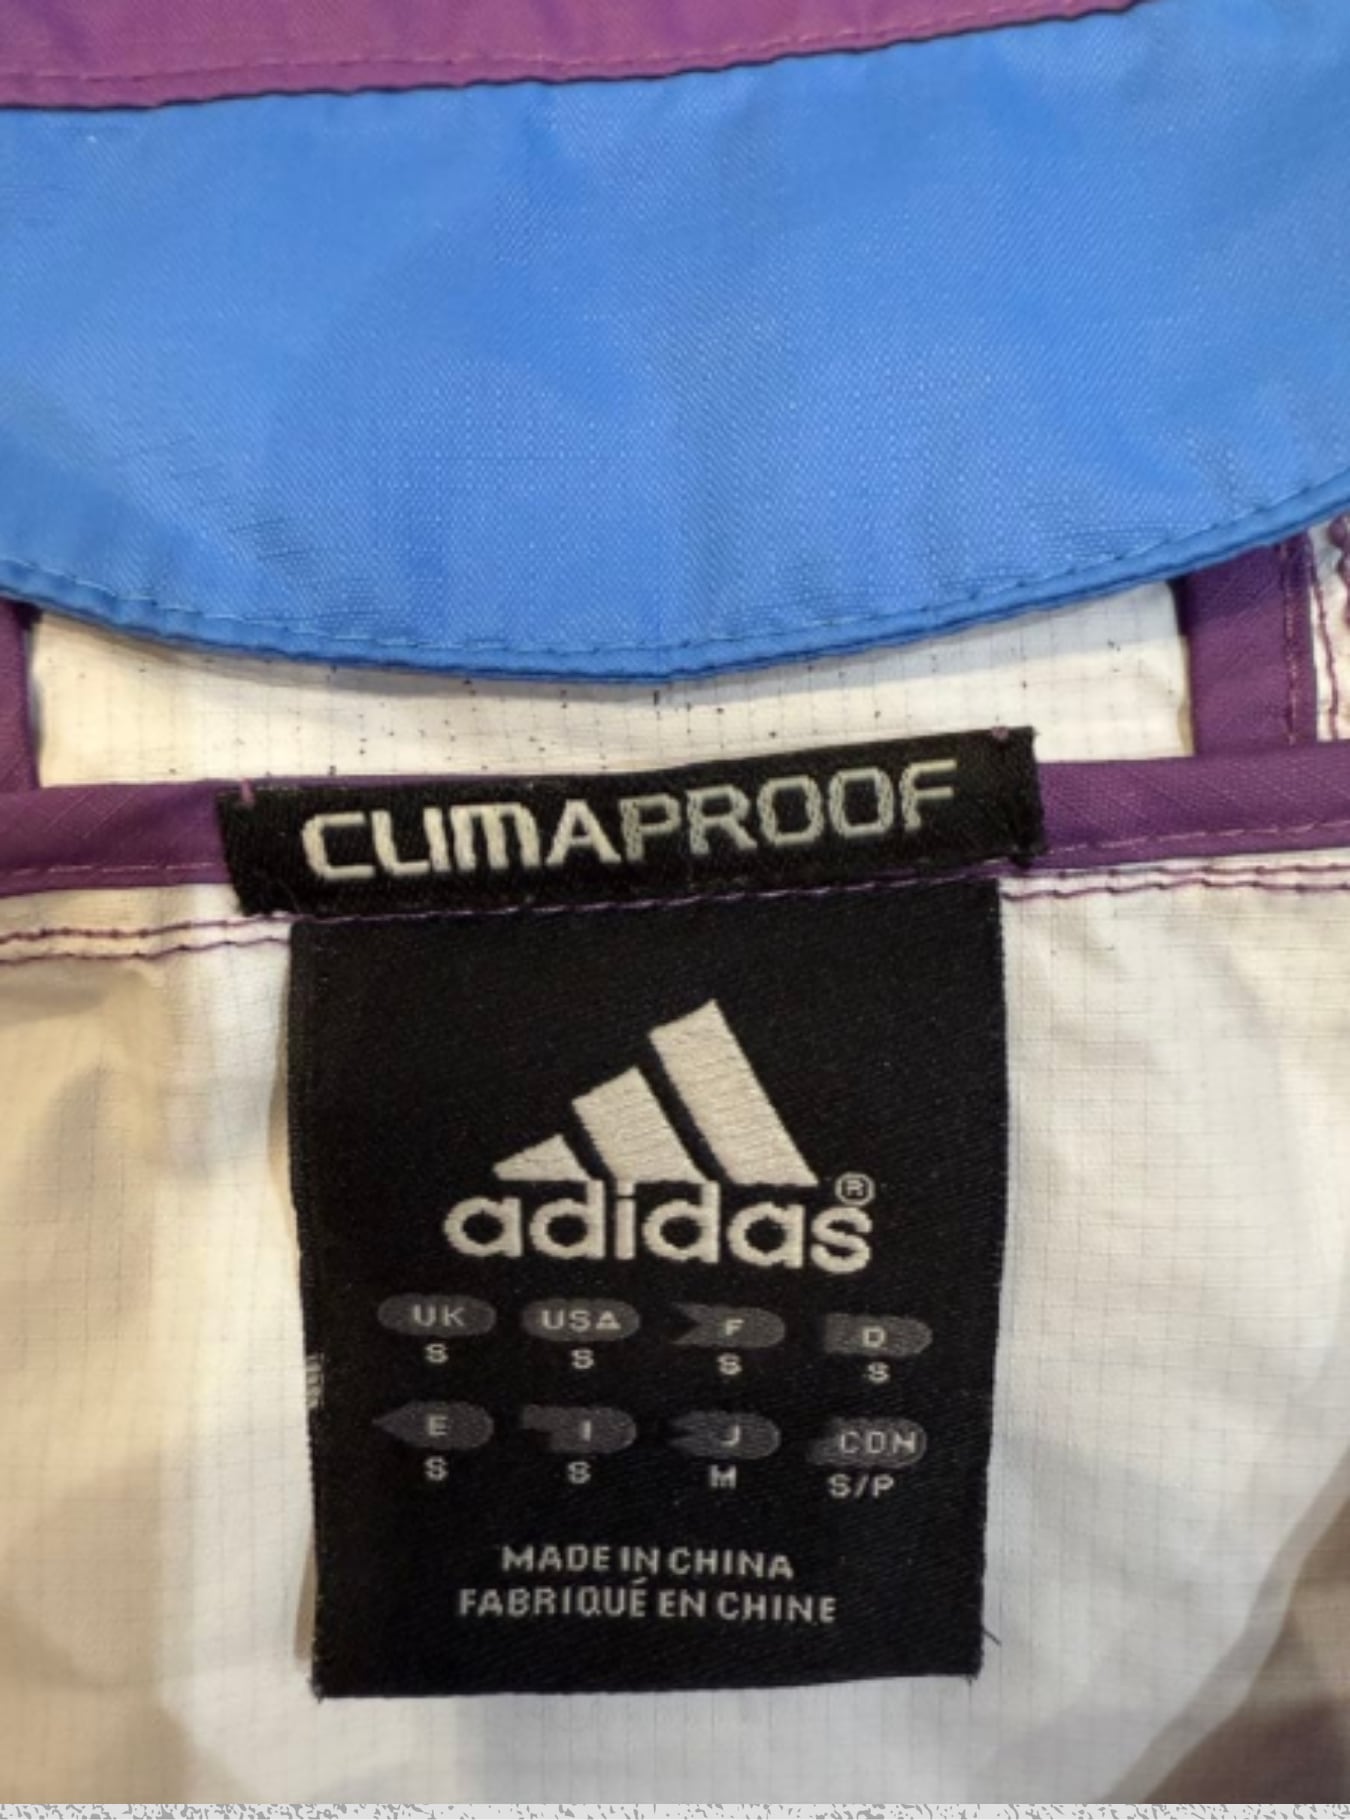 CLIMAPROOF
adidas®
UK USA F D
S S S S
E I J CDN
S S M S/P
MADE IN CHINA
FABRIQUÉ EN CHINE